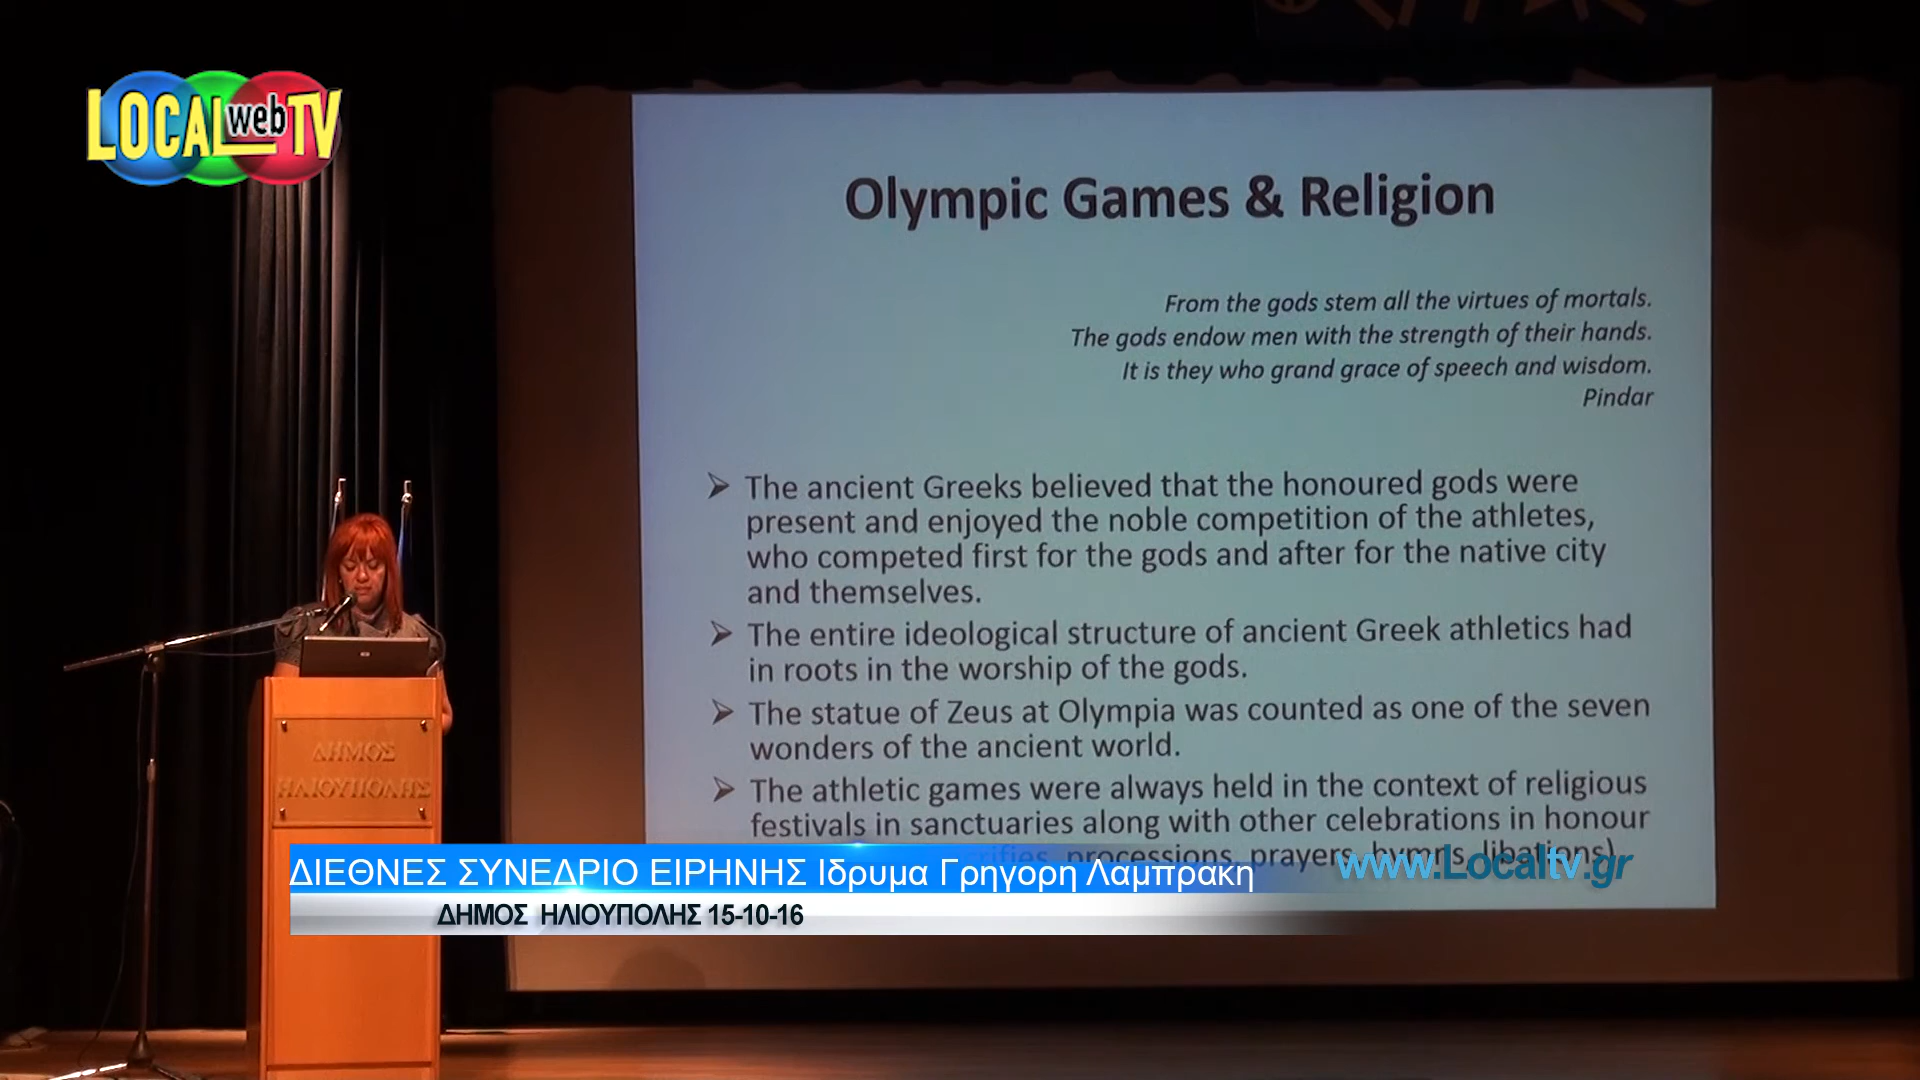 LOCAL web TV
Olympic Games & Religion
From the gods stem all the virtues of mortals.
The gods endow men with the strength of their hands.
It is they who grand grace of speech and wisdom.
Pindar
The ancient Greeks believed that the honoured gods were
present and enjoyed the noble competition of the athletes,
who competed first for the gods and after for the native city
and themselves.
The entire ideological structure of ancient Greek athletics had
in roots in the worship of the gods.
The statue of Zeus at Olympia was counted as one of the seven
wonders of the ancient world.
The athletic games were always held in the context of religious
festivals in sanctuaries along with other celebrations in honour
processions, prayers, hymns, libations)
ΔΗΜΟΣ
ΗΛΙΟΥΠΟΛΗΣ
ΔΙΕΘΝΕΣ ΣΥΝΕΔΡΙΟ ΕΙΡΗΝΗΣ Ιδρυμα Γρηγορη Λαμπρακη
www.Localtv.gr
ΔΗΜΟΣ ΗΛΙΟΥΠΟΛΗΣ 15-10-16